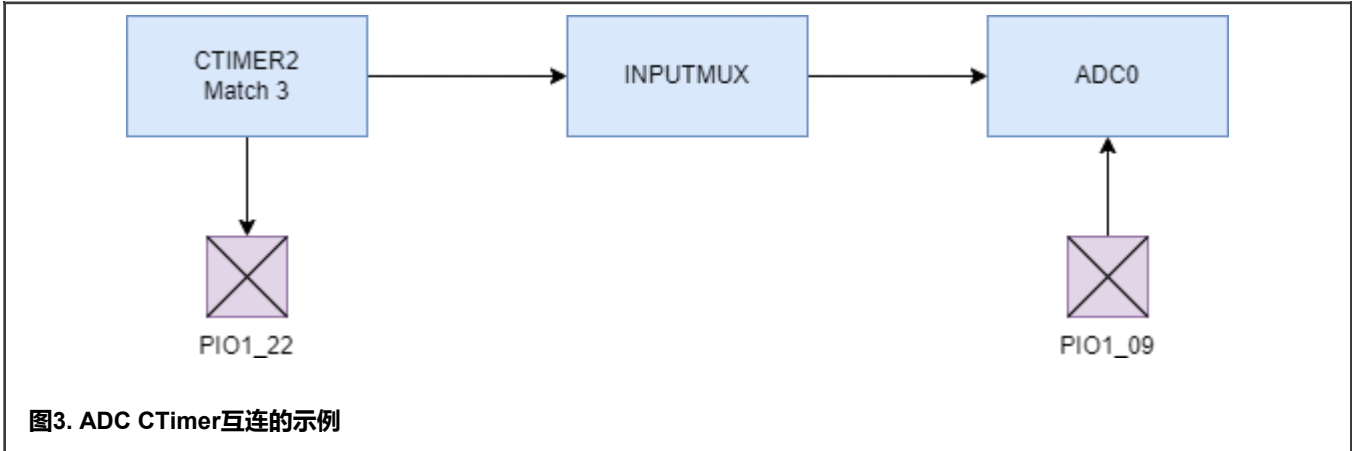 CTIMER2
Match 3
INPUTMUX
ADC0
PIO1_22
PIO1_09
图3. ADC CTimer互连的示例